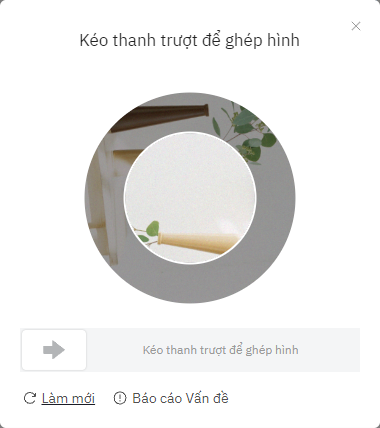 Kéo thanh trượt để ghép hình
Kéo thanh trượt để ghép hình
Làm mới
Báo cáo Vấn đề